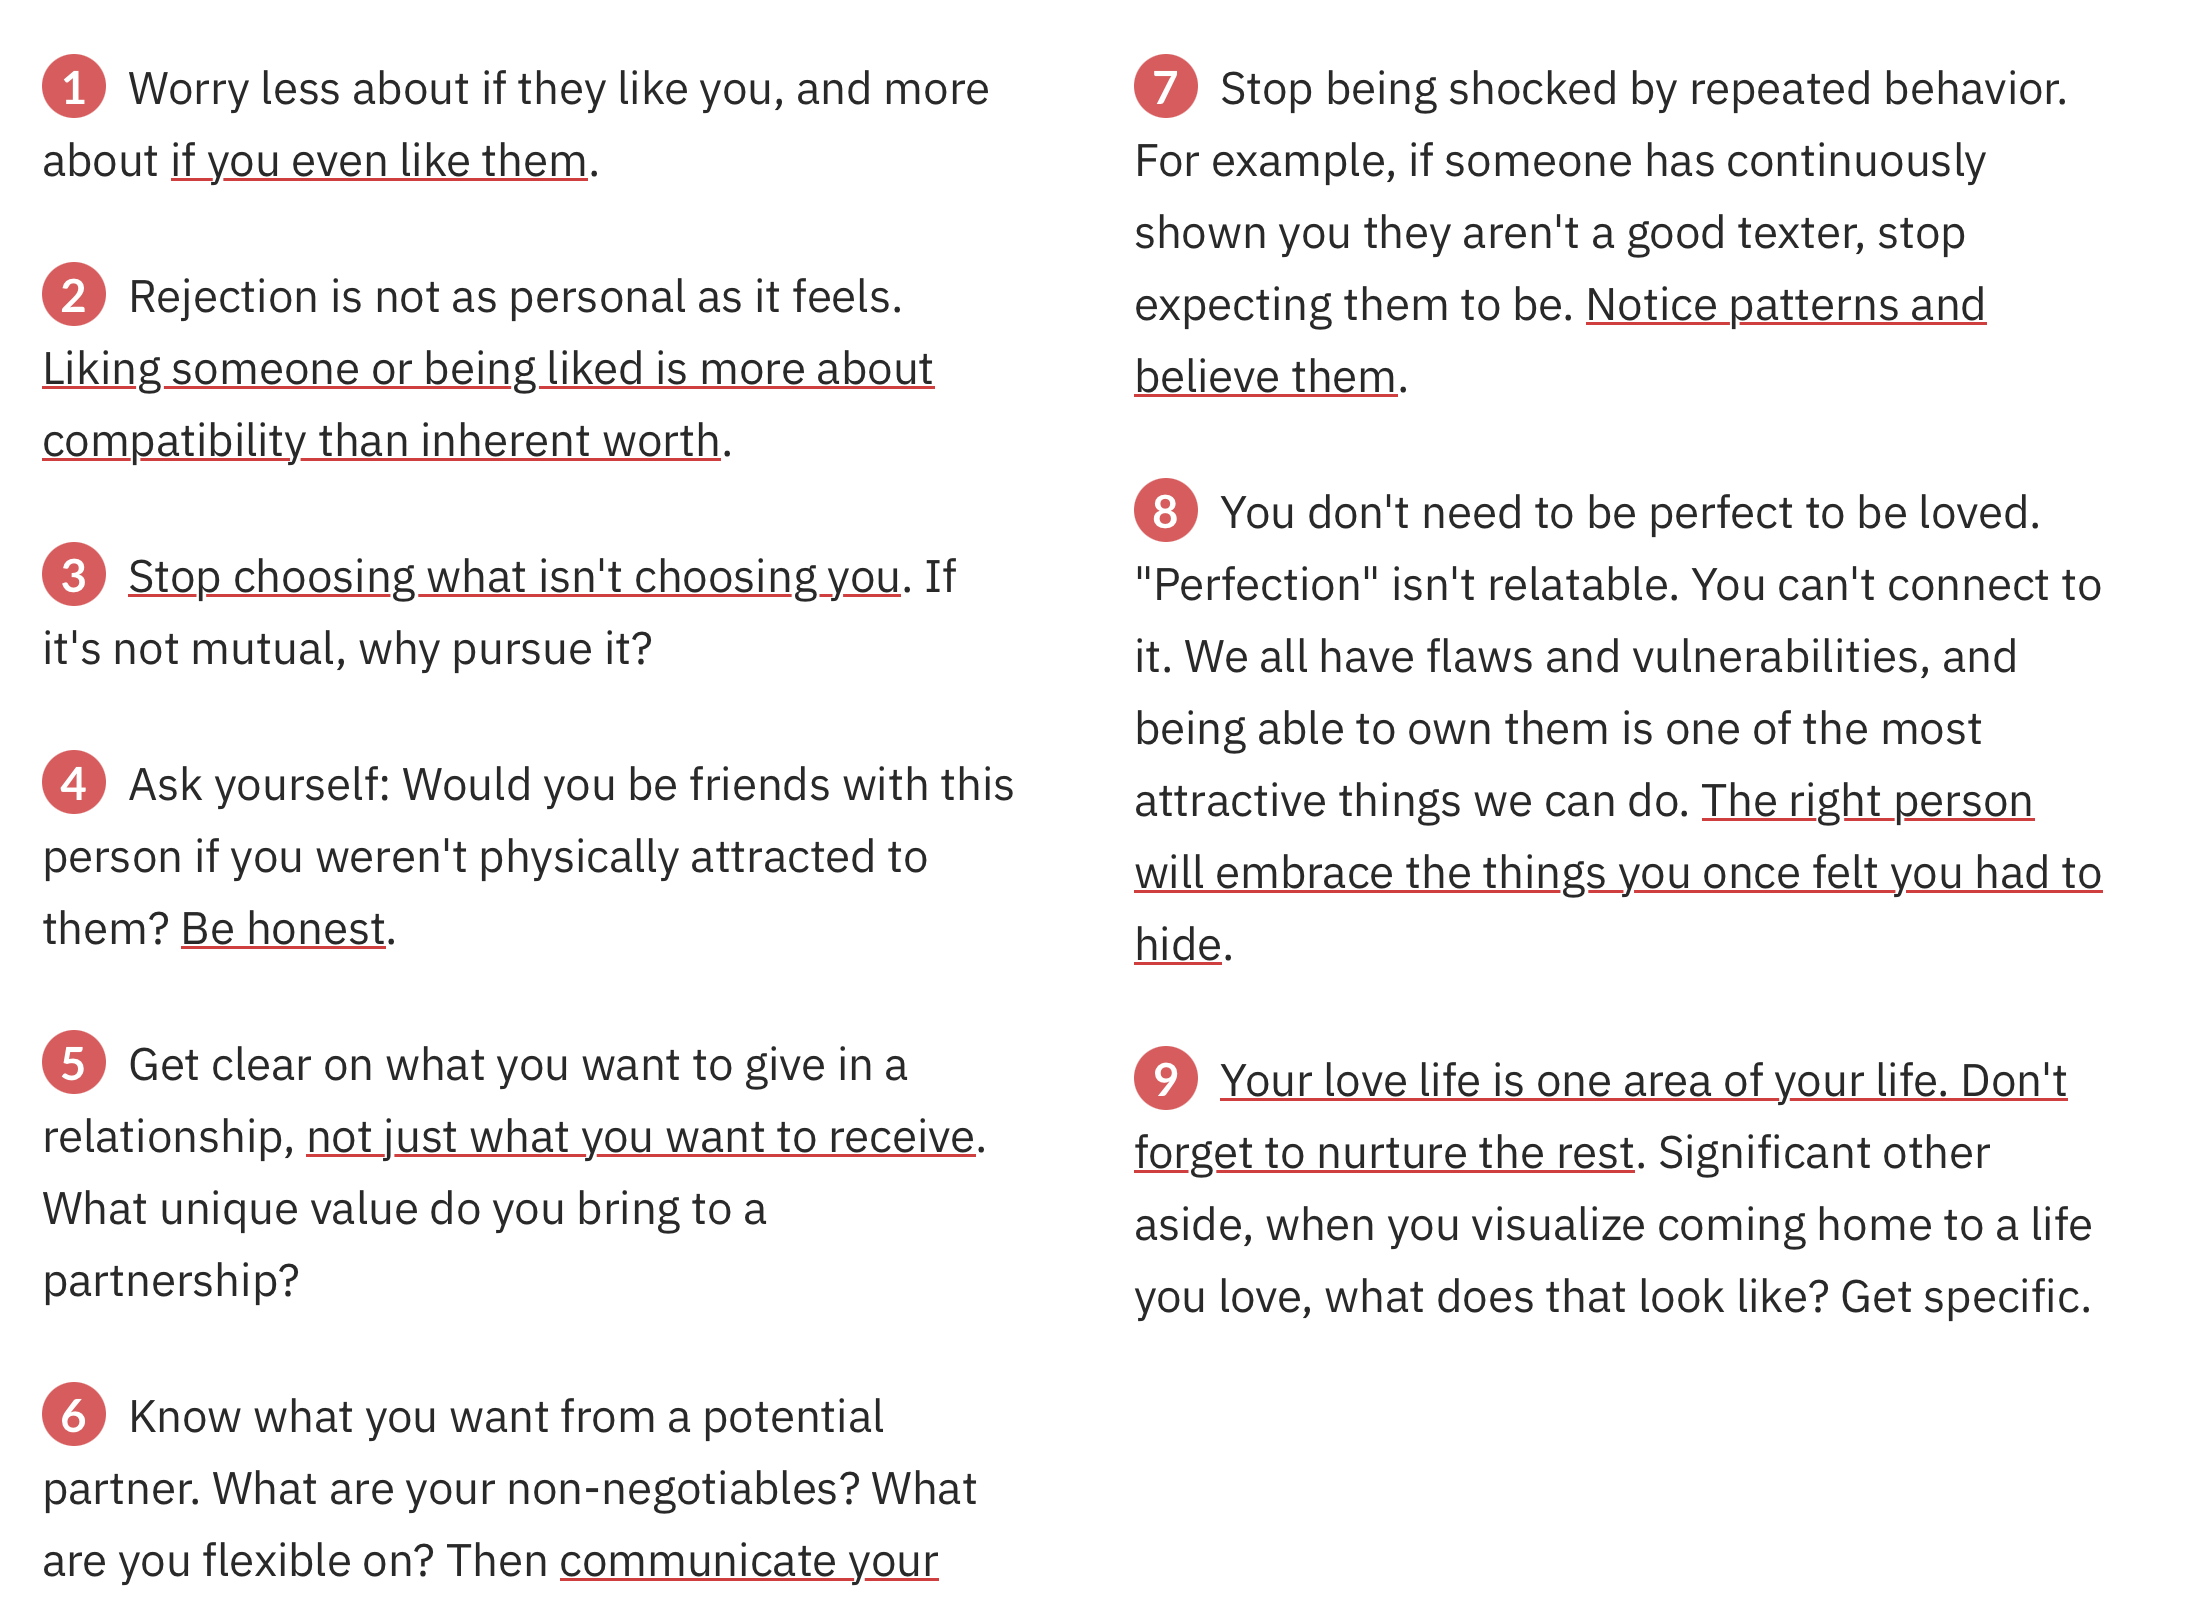 1 Worry less about if they like you, and more
about if you even like them.
2 Rejection is not as personal as it feels.
Liking someone or being liked is more about
compatibility than inherent worth.
3 Stop choosing what isn't choosing you. If
it's not mutual, why pursue it?
4 Ask yourself: Would you be friends with this
person if you weren't physically attracted to
them? Be honest.
5 Get clear on what you want to give in a
relationship, not just what you want to receive.
What unique value do you bring to a
partnership?
6 Know what you want from a potential
partner. What are your non-negotiables? What
are you flexible on? Then communicate your
7 Stop being shocked by repeated behavior.
For example, if someone has continuously
shown you they aren't a good texter, stop
expecting them to be. Notice patterns and
believe them.
8 You don't need to be perfect to be loved.
"Perfection" isn't relatable. You can't connect to
it. We all have flaws and vulnerabilities, and
being able to own them is one of the most
attractive things we can do. The right person
will embrace the things you once felt you had to
hide.
9 Your love life is one area of your life. Don't
forget to nurture the rest. Significant other
aside, when you visualize coming home to a life
you love, what does that look like? Get specific.